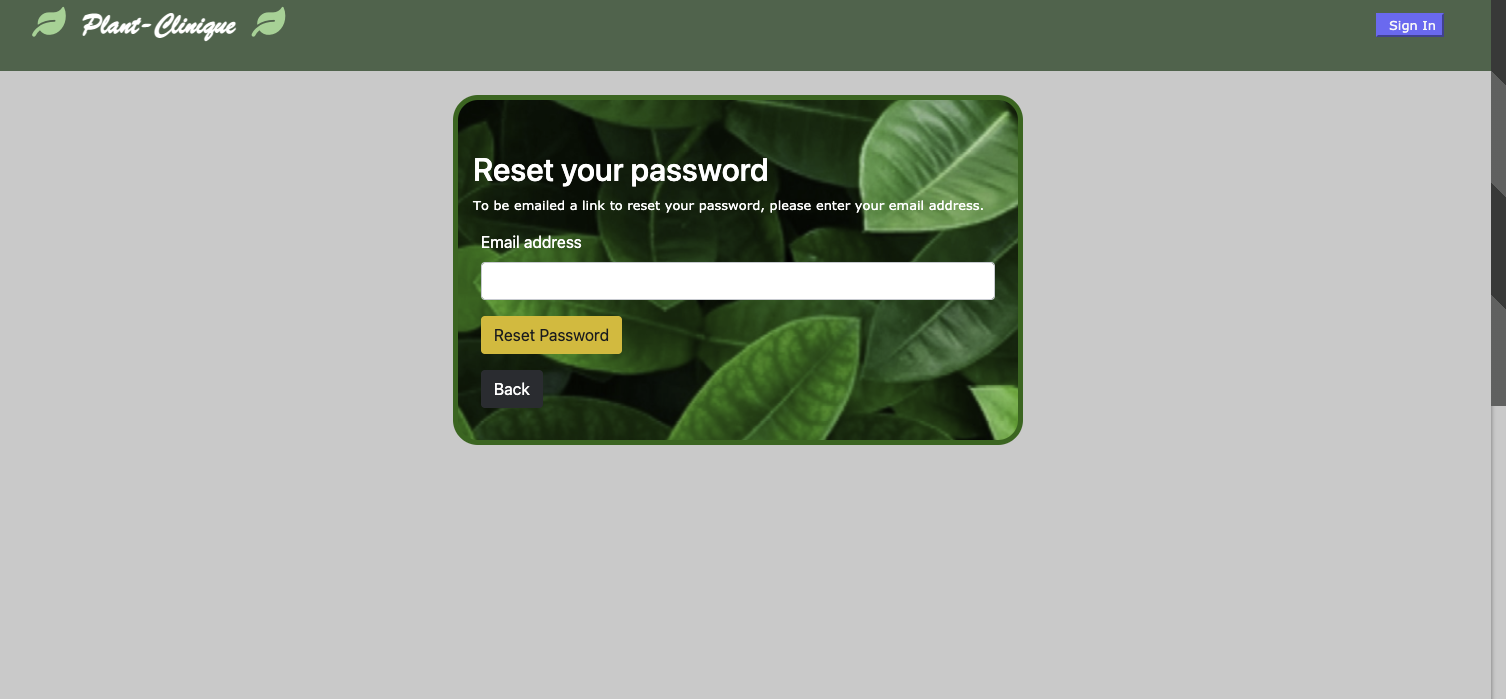 Plant-Clinique
Sign In
Reset your password
To be emailed a link to reset your password, please enter your email address.
Email address
Reset Password
Back